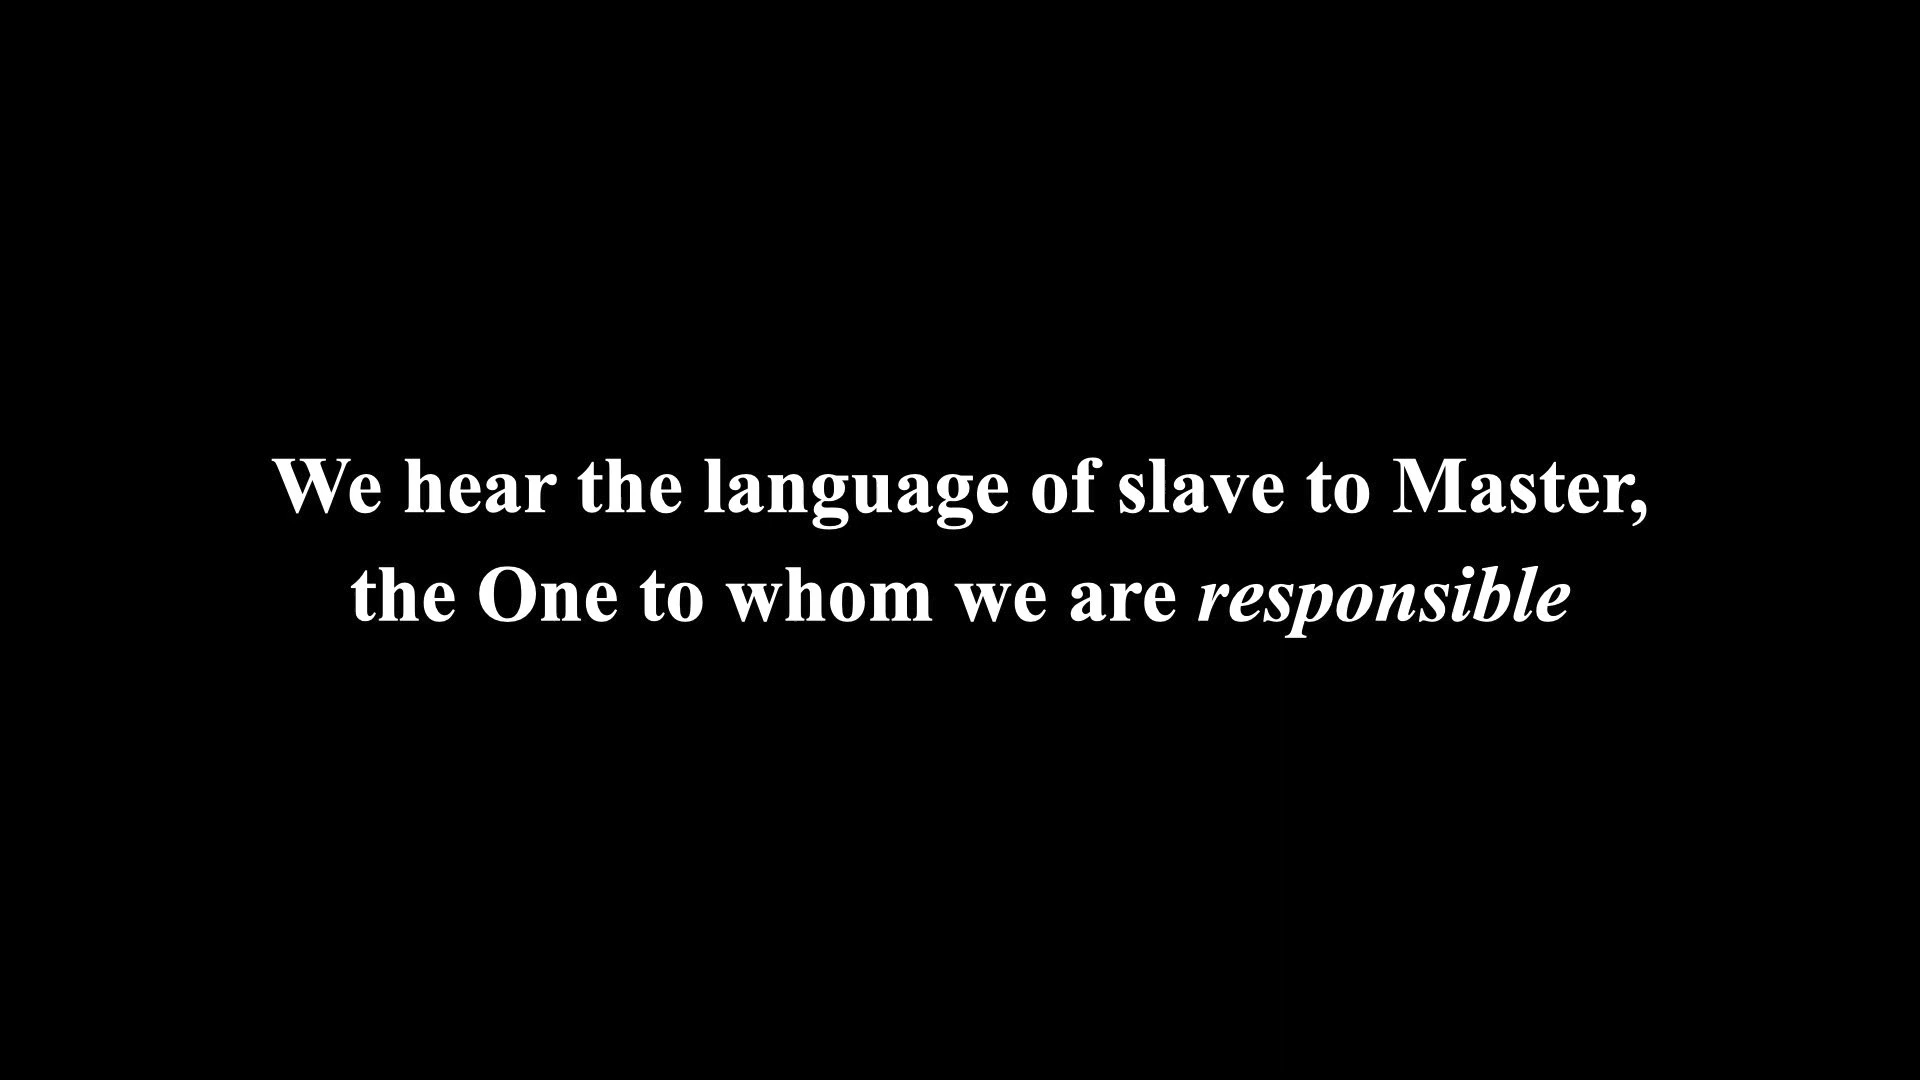 We hear the language of slave to Master,
the One to whom we are responsible